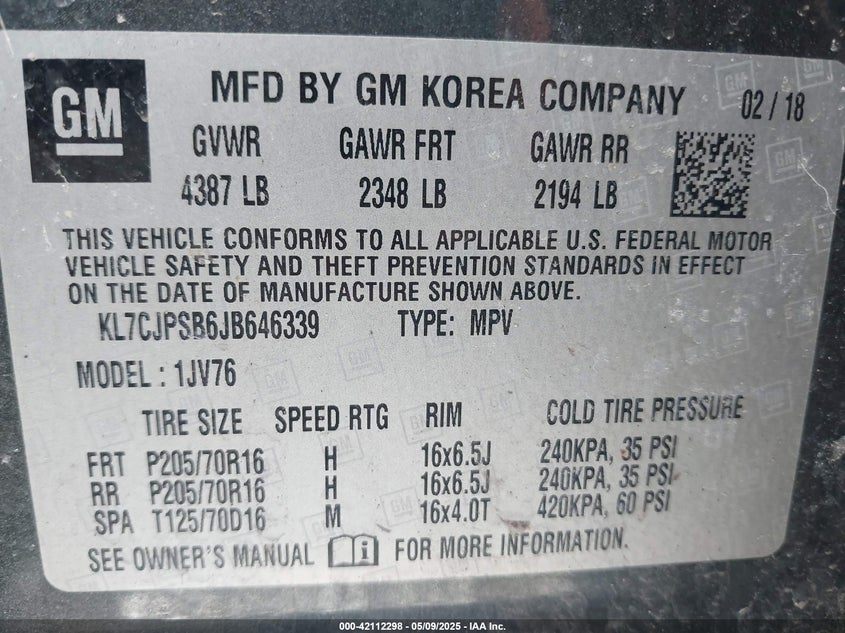 GM
MFD BY GM KOREA COMPANY 02 / 18
GVWR GAWR FRT GAWR RR
4387 LB 2348 LB 2194 LB
THIS VEHICLE CONFORMS TO ALL APPLICABLE U.S. FEDERAL MOTOR
VEHICLE SAFETY AND THEFT PREVENTION STANDARDS IN EFFECT
ON THE DATE OF MANUFACTURE SHOWN ABOVE.
KL7CJPSB6JB646339 TYPE: MPV
MODEL : 1JV76
TIRE SIZE SPEED RTG RIM COLD TIRE PRESSURE
FRT P205/70R16 H 16x6.5J 240KPA, 35 PSI
RR P205/70R16 H 16x6.5J 240KPA, 35 PSI
SPA T125/70D16 M 16x4.0T 420KPA, 60 PSI
SEE OWNER'S MANUAL i FOR MORE INFORMATION.
000-42112298 - 05/09/2025 - IAA Inc.